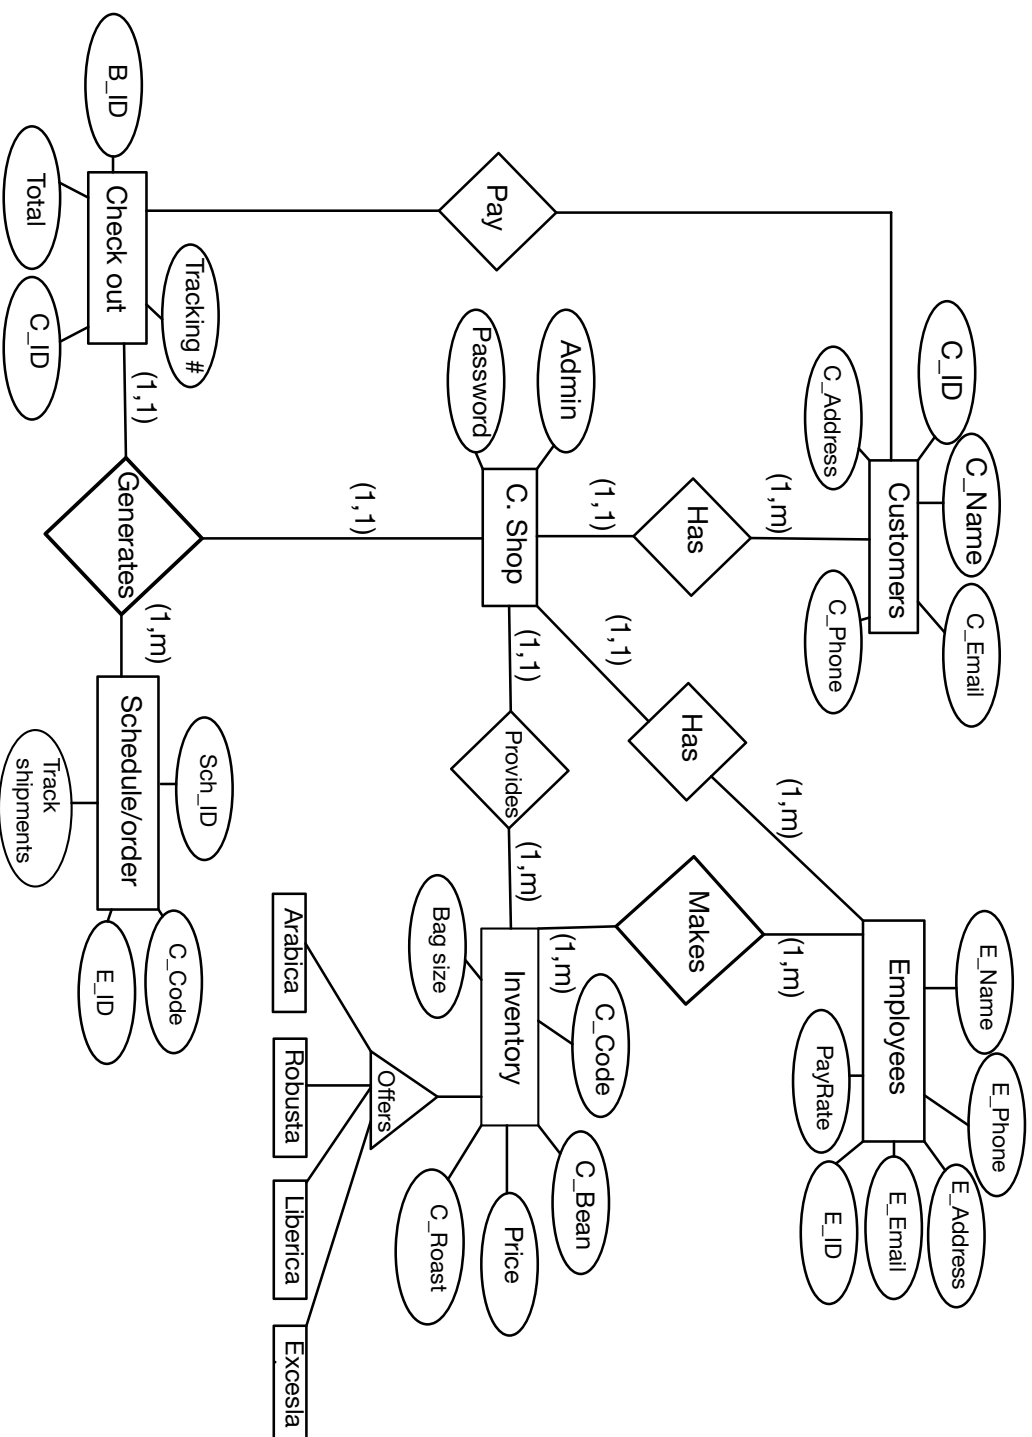 C_ID
C_Name
C_Email
C_Address
Customers
C_Phone
E_Name
E_Phone
E_Address
E_Email
E_ID
PayRate
Employees
Pay
Has
(1,m)
(1,1)
Has
(1,1)
(1,m)
Makes
(1,m)
(1,m)
Admin
Password
C. Shop
(1,1)
Provides
(1,m)
Inventory
Bag size
C_Code
C_Bean
Price
C_Roast
(1,1)
Offers
Arabica
Robusta
Liberica
Excesla
B_ID
Total
Check out
Tracking #
C_ID
(1,1)
Generates
(1,m)
Schedule/order
Sch_ID
Track
shipments
C_Code
E_ID